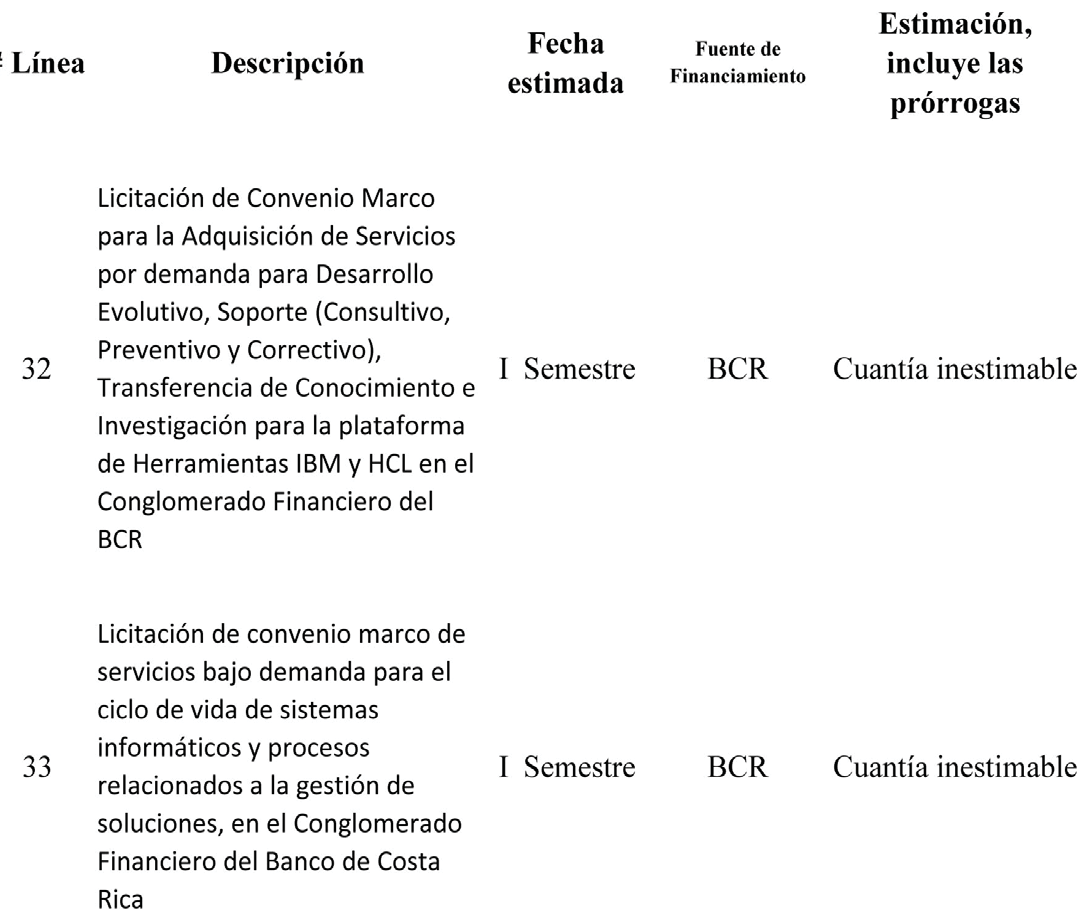 # Línea Descripción Fecha estimada Fuente de Financiamiento Estimación, incluye las prórrogas
Licitación de Convenio Marco
para la Adquisición de Servicios
por demanda para Desarrollo
Evolutivo, Soporte (Consultivo,
Preventivo y Correctivo),
32 Transferencia de Conocimiento e I Semestre BCR Cuantía inestimable
Investigación para la plataforma
de Herramientas IBM y HCL en el
Conglomerado Financiero del
BCR
Licitación de convenio marco de
servicios bajo demanda para el
ciclo de vida de sistemas
informáticos y procesos
33 relacionados a la gestión de I Semestre BCR Cuantía inestimable
soluciones, en el Conglomerado
Financiero del Banco de Costa
Rica